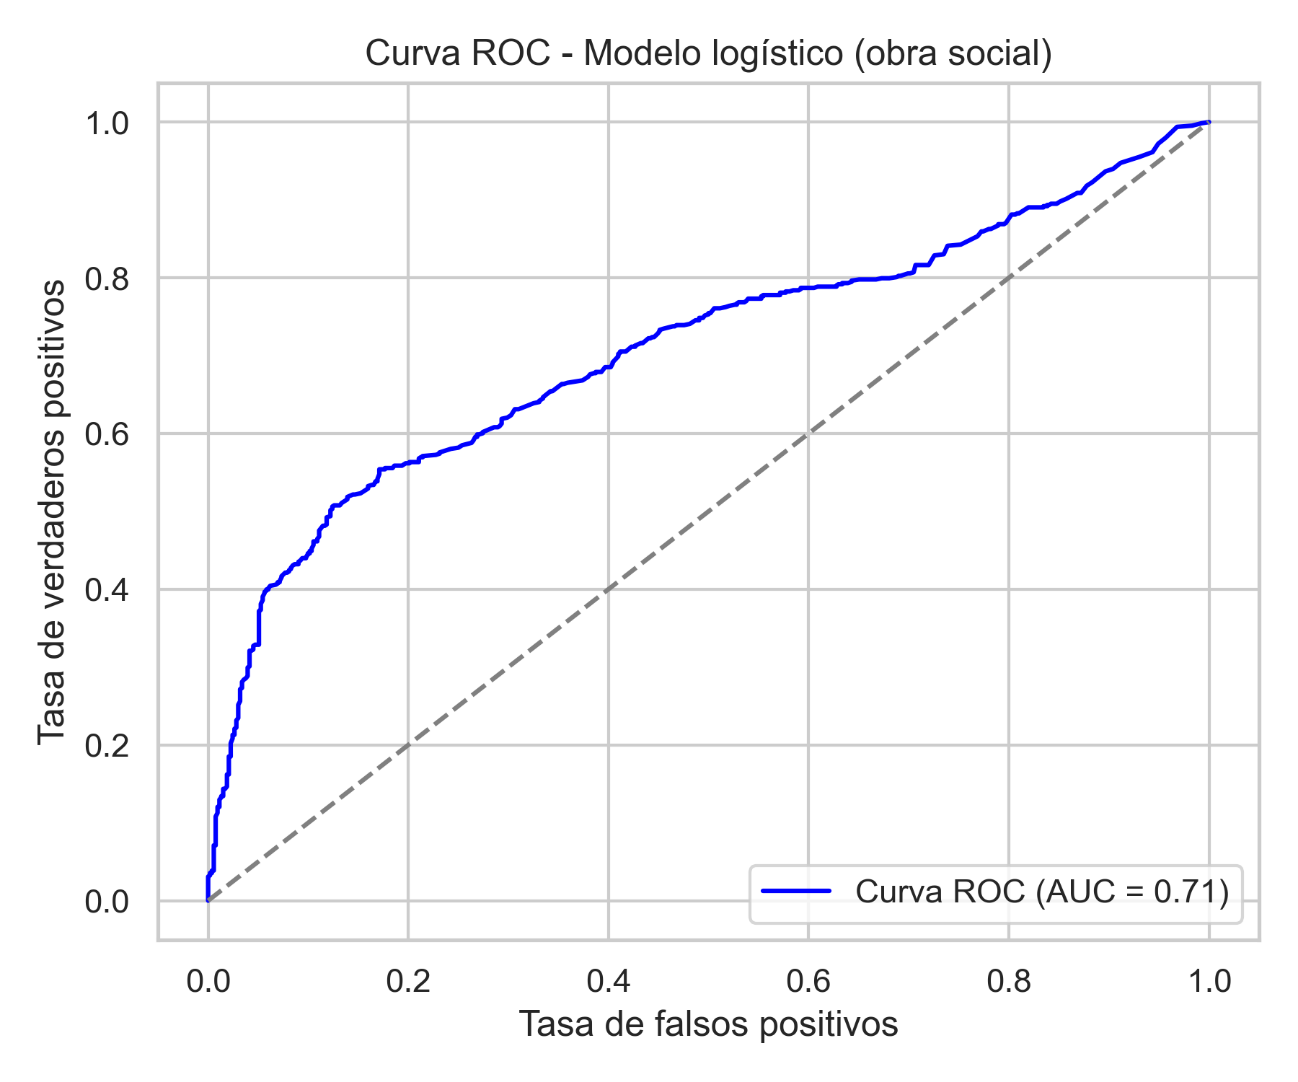 Curva ROC - Modelo logístico (obra social)
Tasa de verdaderos positivos
1.0
0.8
0.6
0.4
0.2
0.0
Curva ROC (AUC = 0.71)
0.0 0.2 0.4 0.6 0.8 1.0
Tasa de falsos positivos